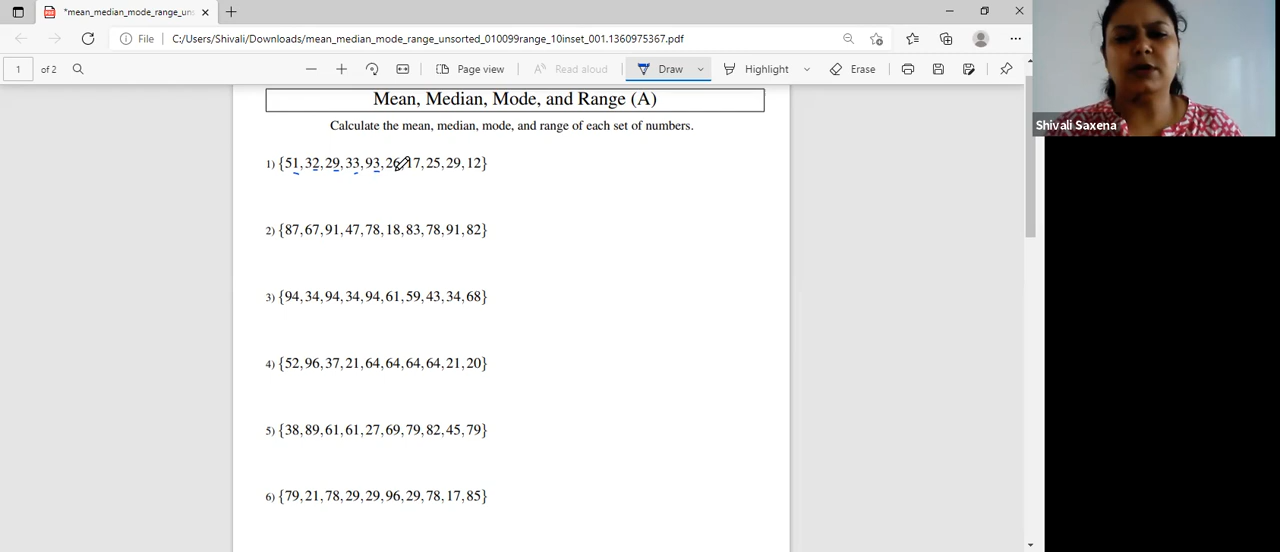 *mean_median_mode_range_uns
File
C:/Users/Shivali/Downloads/mean_median_mode_range_unsorted_010099range_10inset_001.1360975367.pdf
1 of 2
Page view
Read aloud
Draw
Highlight
Erase
Shivali Saxena
Mean, Median, Mode, and Range (A)
Calculate the mean, median, mode, and range of each set of numbers.
1) {51, 32, 29, 33, 93, 26, 17, 25, 29, 12}
2) {87, 67, 91, 47, 78, 18, 83, 78, 91, 82}
3) {94, 34, 94, 34, 94, 61, 59, 43, 34, 68}
4) {52, 96, 37, 21, 64, 64, 64, 64, 21, 20}
5) {38, 89, 61, 61, 27, 69, 79, 82, 45, 79}
6) {79, 21, 78, 29, 29, 96, 29, 78, 17, 85}